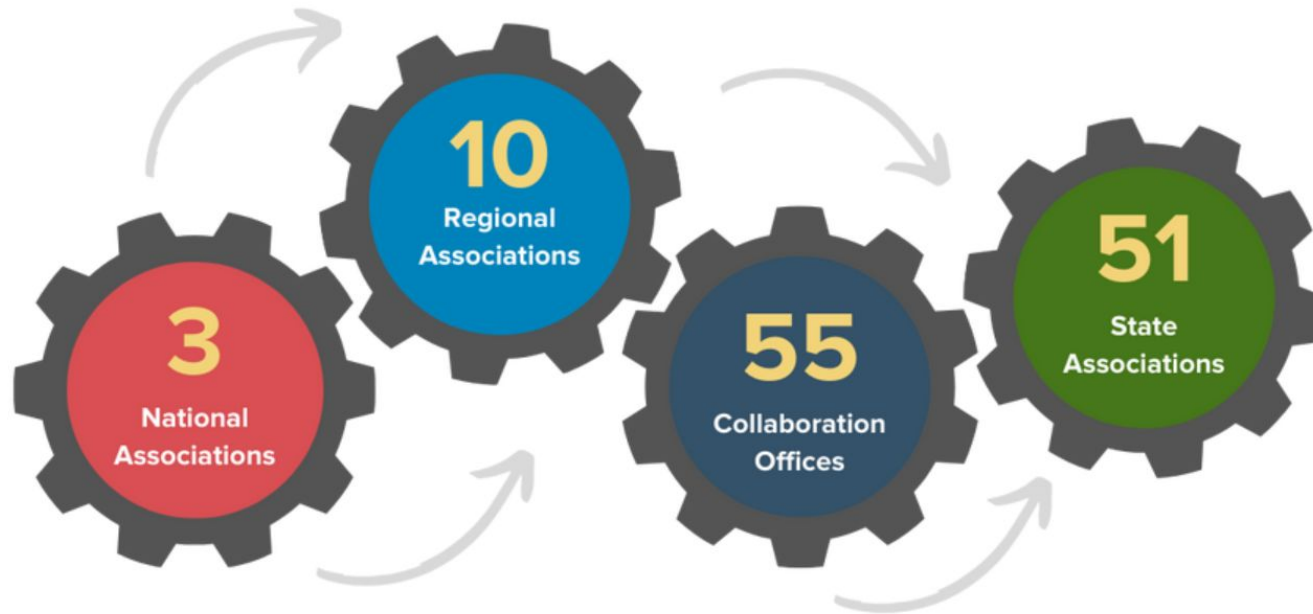 3
National
Associations
10
Regional
Associations
55
Collaboration
Offices
51
State
Associations